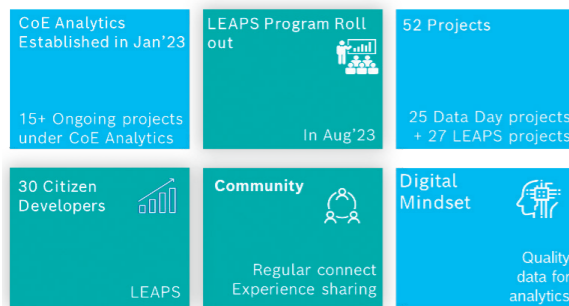 CoE Analytics
Established in Jan’23
15+ Ongoing projects
under CoE Analytics
LEAPS Program Roll
out
In Aug’23
52 Projects
25 Data Day projects
+ 27 LEAPS projects
30 Citizen
Developers
LEAPS
Community
Regular connect
Experience sharing
Digital
Mindset
Quality
data for
analytics